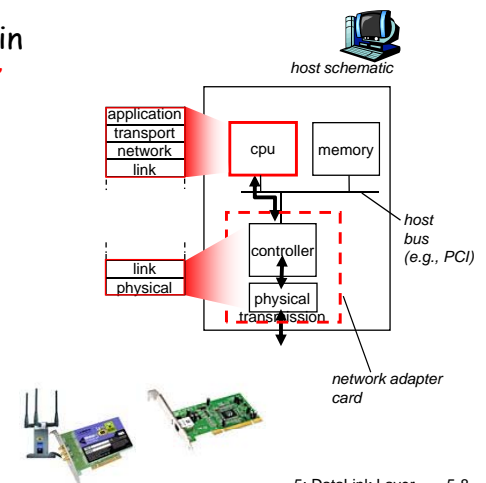 in
host schematic
application
transport
network
link
cpu
memory
host
bus
(e.g., PCI)
controller
link
physical
physical
transmission
network adapter
card
5: DataLink Layer 5-8